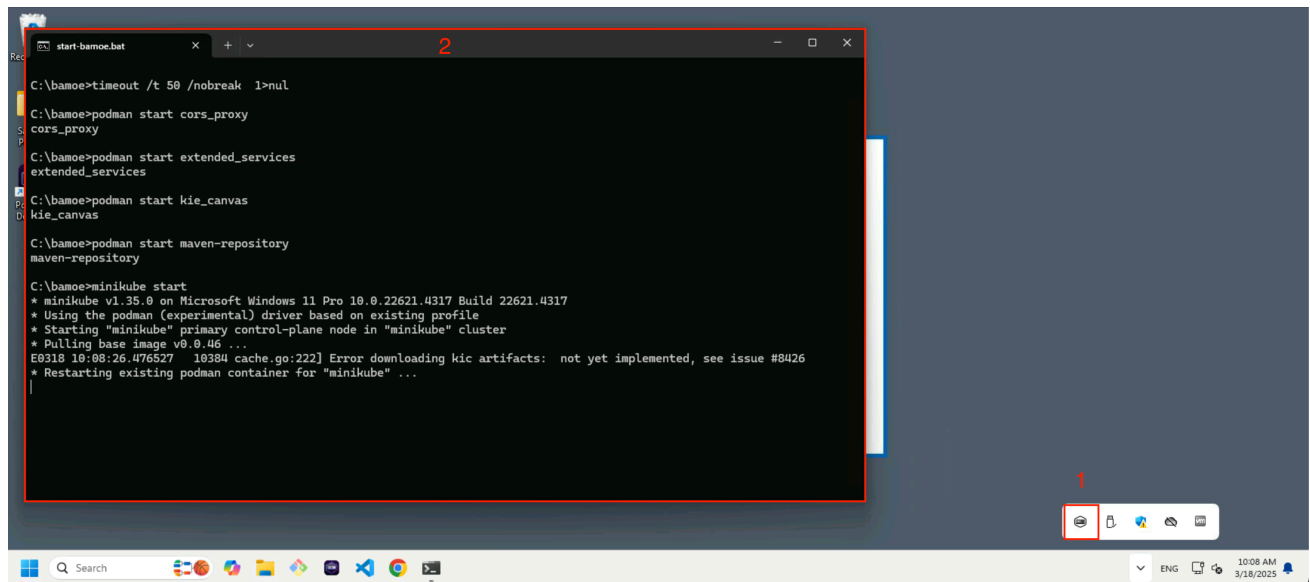 Rec
start-bamoe.bat
2
C:\bamoe>timeout /t 50 /nobreak  1>nul
C:\bamoe>podman start cors_proxy
cors_proxy
C:\bamoe>podman start extended_services
extended_services
C:\bamoe>podman start kie_canvas
kie_canvas
C:\bamoe>podman start maven-repository
maven-repository
C:\bamoe>minikube start
* minikube v1.35.0 on Microsoft Windows 11 Pro 10.0.22621.4317 Build 22621.4317
* Using the podman (experimental) driver based on existing profile
* Starting "minikube" primary control-plane node in "minikube" cluster
* Pulling base image v0.0.46 ...
E0318 10:08:26.476527   10384 cache.go:222] Error downloading kic artifacts:  not yet implemented, see issue #8426
* Restarting existing podman container for "minikube" ...
1
Search
ENG
10:08 AM
3/18/2025